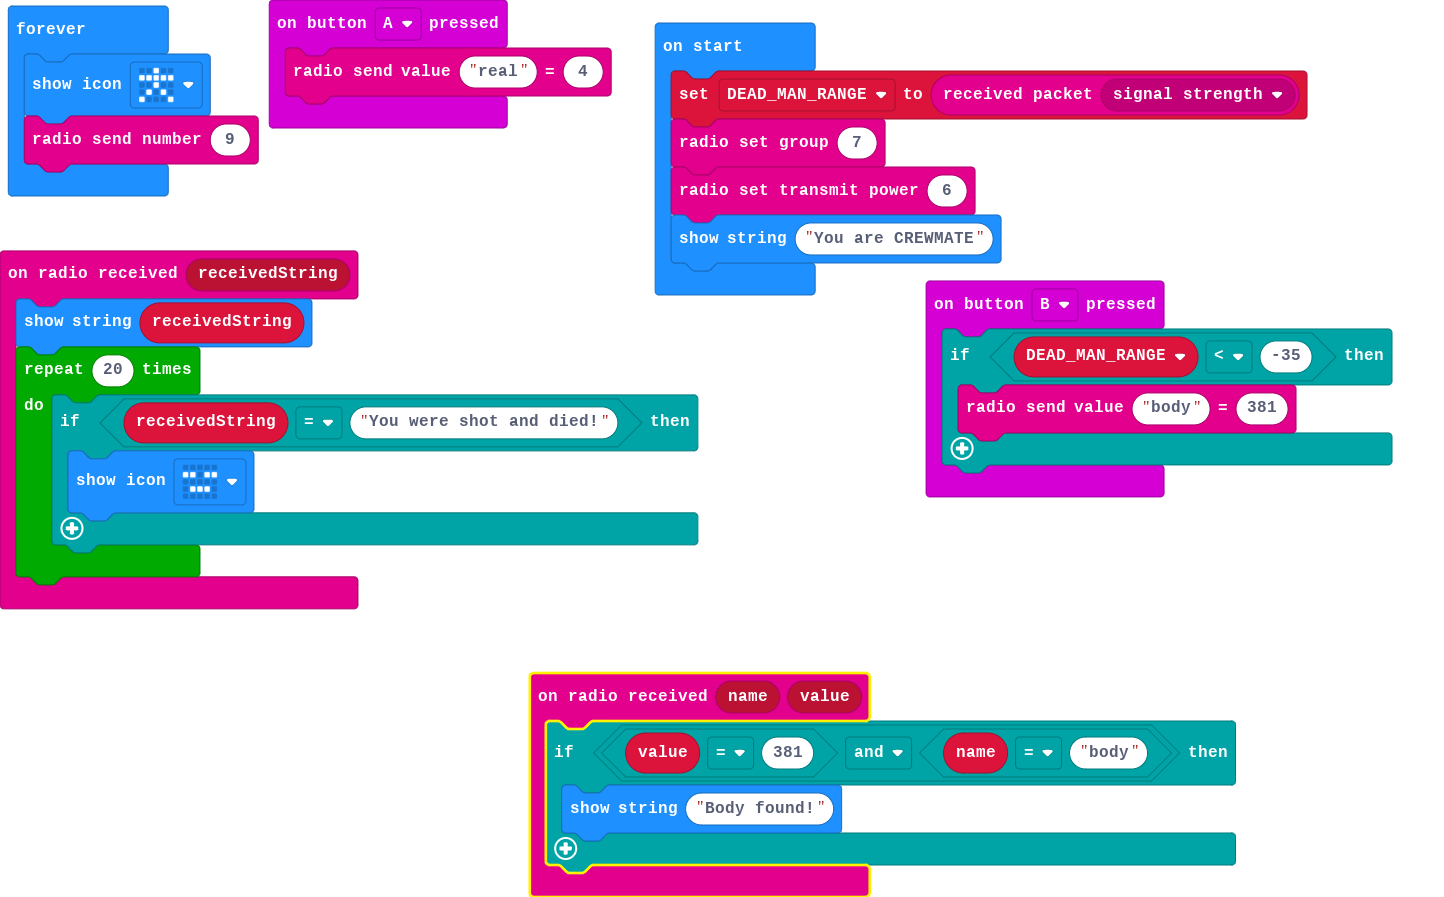 forever
show icon
radio send number 9
on button A pressed
radio send value "real" = 4
on start
set DEAD_MAN_RANGE to received packet signal strength
radio set group 7
radio set transmit power 6
show string "You are CREWMATE"
on radio received receivedString
show string receivedString
repeat 20 times
do
if receivedString = "You were shot and died!" then
show icon
on button B pressed
if DEAD_MAN_RANGE < -35 then
radio send value "body" = 381
on radio received name value
if value = 381 and name = "body" then
show string "Body found!"